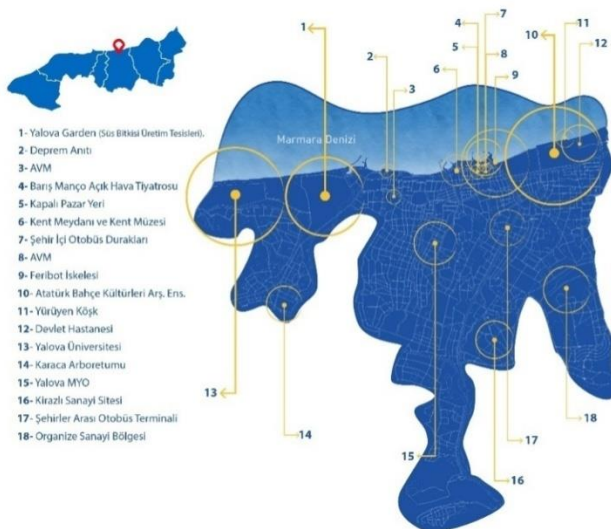 1- Yalova Garden (Süs Bitkisi Üretim Tesisleri).
2- Deprem Anıtı
3- AVM
4- Barış Manço Açık Hava Tiyatrosu
5- Kapalı Pazar Yeri
6- Kent Meydanı ve Kent Müzesi
7- Şehir İçi Otobüs Durakları
8- AVM
9- Feribot İskelesi
10- Atatürk Bahçe Kültürleri Arş. Ens.
11- Yürüyen Köşk
12- Devlet Hastanesi
13- Yalova Üniversitesi
14- Karaca Arboretumu
15- Yalova MYO
16- Kirazlı Sanayi Sitesi
17- Şehirler Arası Otobüs Terminali
18- Organize Sanayi Bölgesi
1
2
3
4
5
6
7
8
9
10
11
12
Marmara Denizi
13
14
15
16
17
18